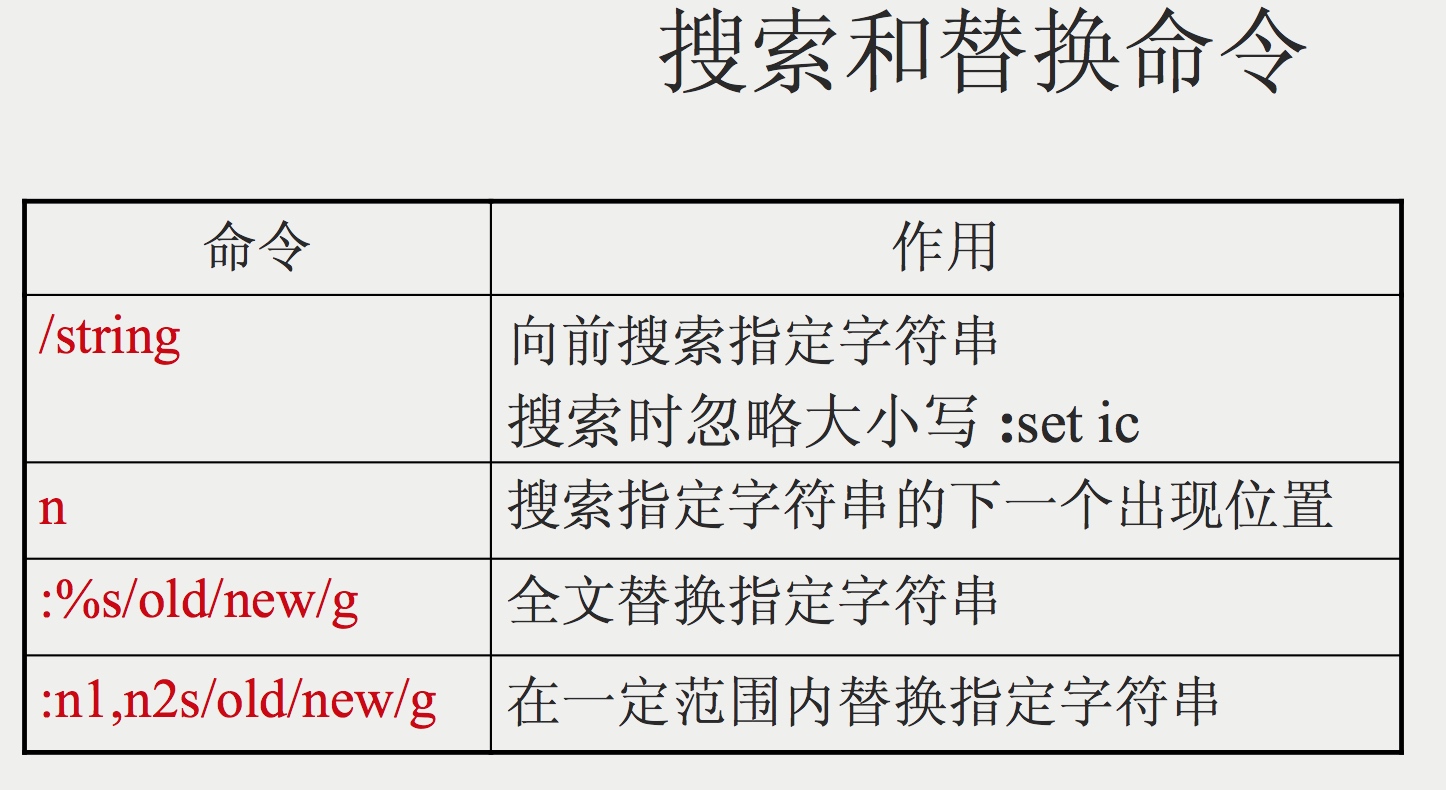 搜索和替换命令
命令 作用
/string 向前搜索指定字符串
搜索时忽略大小写 :set ic
n 搜索指定字符串的下一个出现位置
:%s/old/new/g 全文替换指定字符串
:n1,n2s/old/new/g 在一定范围内替换指定字符串